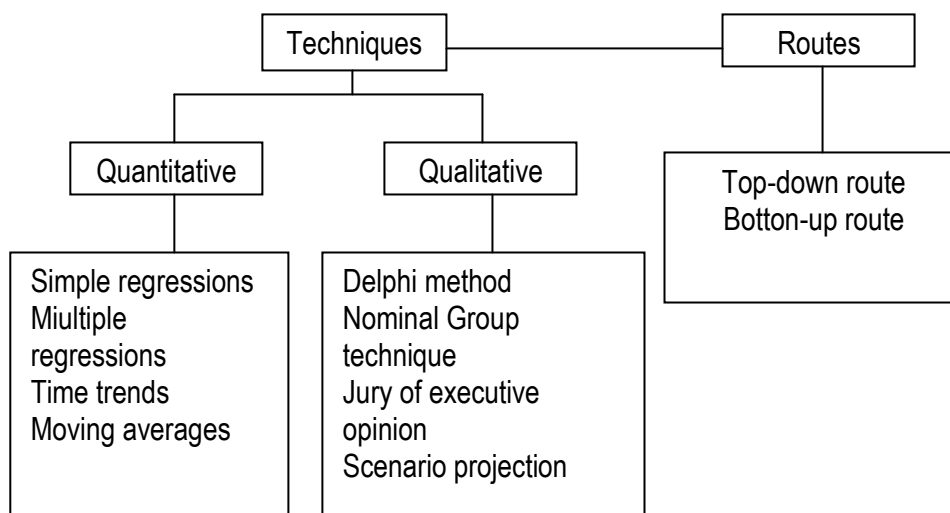 Techniques
Routes
Quantitative
Qualitative
Top-down route
Botton-up route
Simple regressions
Miultiple
regressions
Time trends
Moving averages
Delphi method
Nominal Group
technique
Jury of executive
opinion
Scenario projection